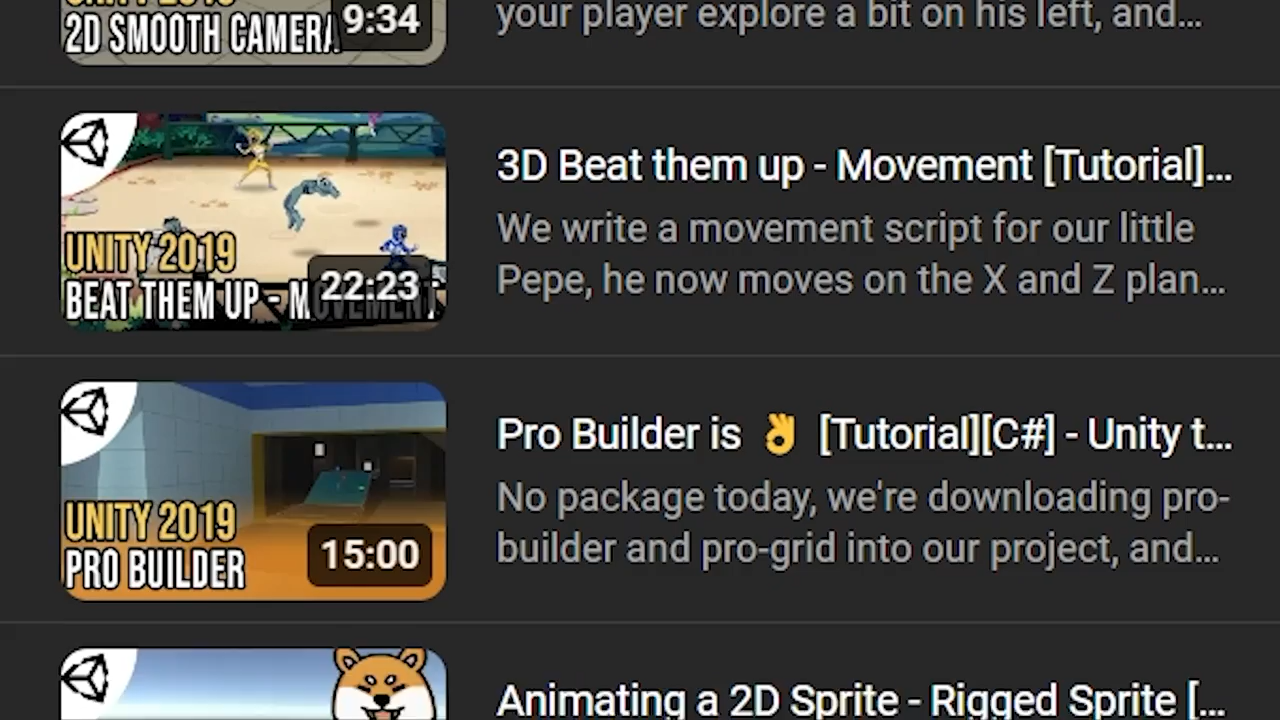 2D SMOOTH CAMERA
9:34
your player explore a bit on his left, and...
UNITY 2019
BEAT THEM UP - MOVEMENT
22:23
3D Beat them up - Movement [Tutorial]...
We write a movement script for our little
Pepe, he now moves on the X and Z plan...
UNITY 2019
PRO BUILDER
15:00
Pro Builder is 👌 [Tutorial][C#] - Unity t...
No package today, we're downloading pro-
builder and pro-grid into our project, and...
Animating a 2D Sprite - Rigged Sprite [...